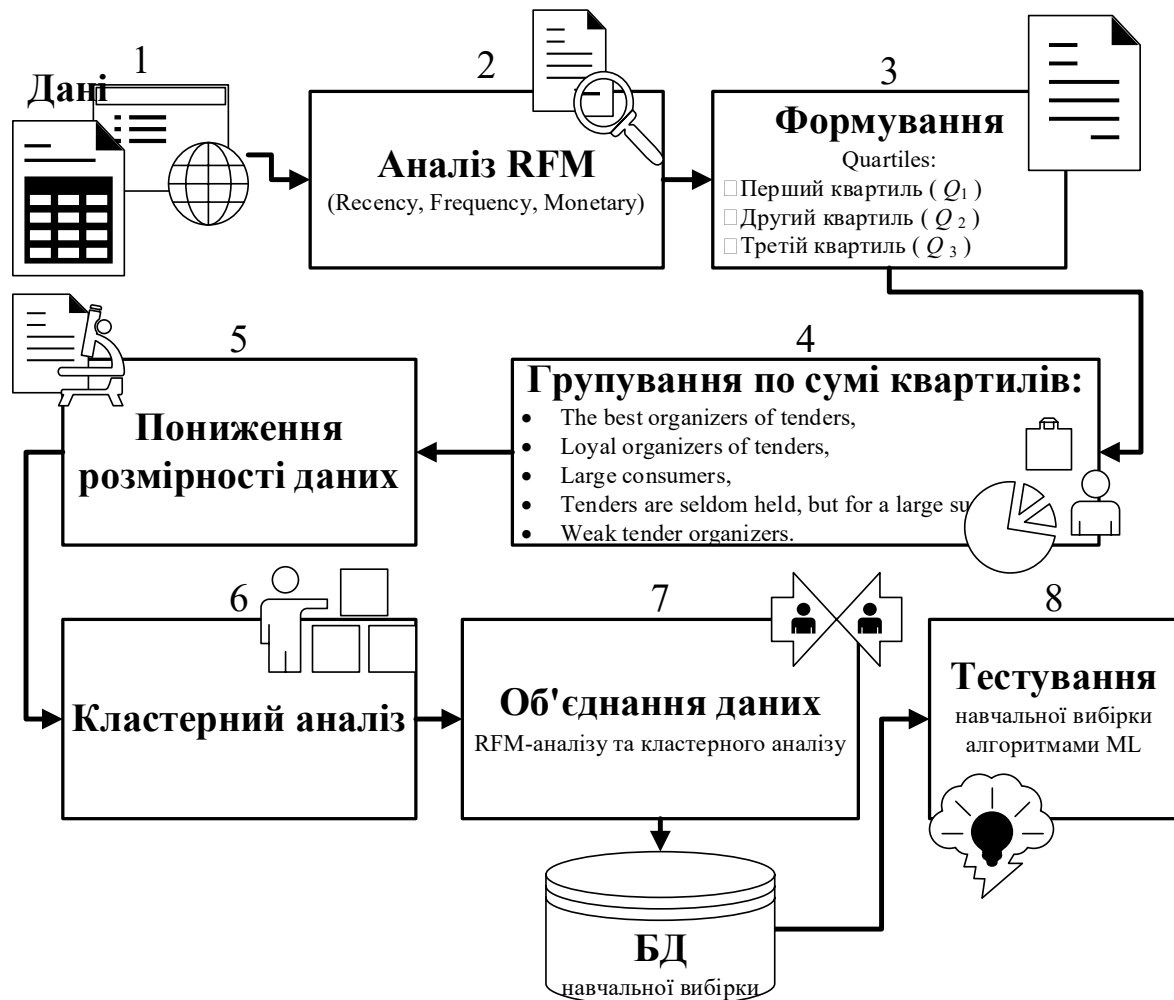 1
Дані
2
Аналіз RFM
(Recency, Frequency, Monetary)
3
Формування
Quartiles:
□Перший квартиль ( Q 1 )
□Другий квартиль ( Q 2 )
□Третій квартиль ( Q 3 )
4
Групування по сумі квартилів:
• The best organizers of tenders,
• Loyal organizers of tenders,
• Large consumers,
• Tenders are seldom held, but for a large su
• Weak tender organizers.
5
Пониження
розмірності даних
6
Кластерний аналіз
7
Об'єднання даних
RFM-аналізу та кластерного аналізу
БД
навчальної вибірки
8
Тестування
навчальної вибірки
алгоритмами ML